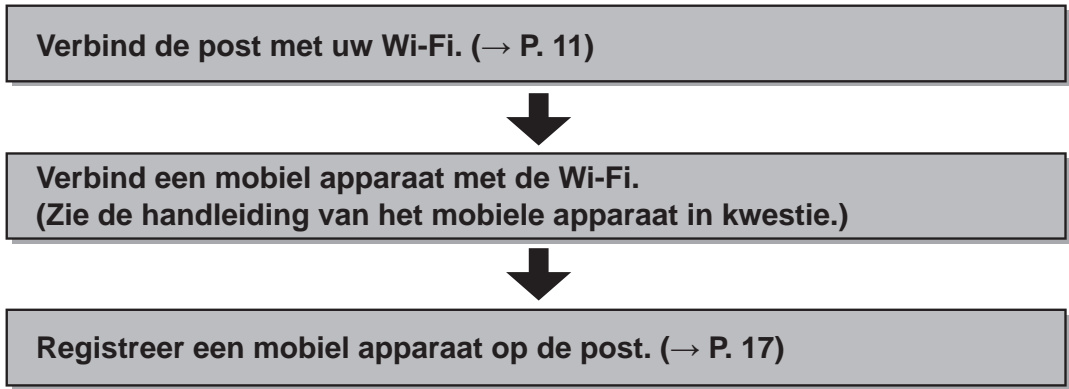 Verbind de post met uw Wi-Fi. (→ P. 11)
Verbind een mobiel apparaat met de Wi-Fi.
(Zie de handleiding van het mobiele apparaat in kwestie.)
Registreer een mobiel apparaat op de post. (→ P. 17)